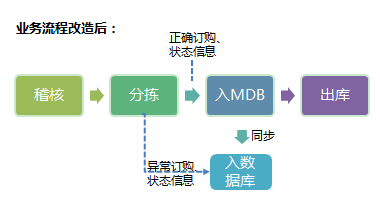 业务流程改造后：
正确订购、
状态信息
稽核
分拣
入MDB
出库
同步
异常订购、
状态信息
入数
据库